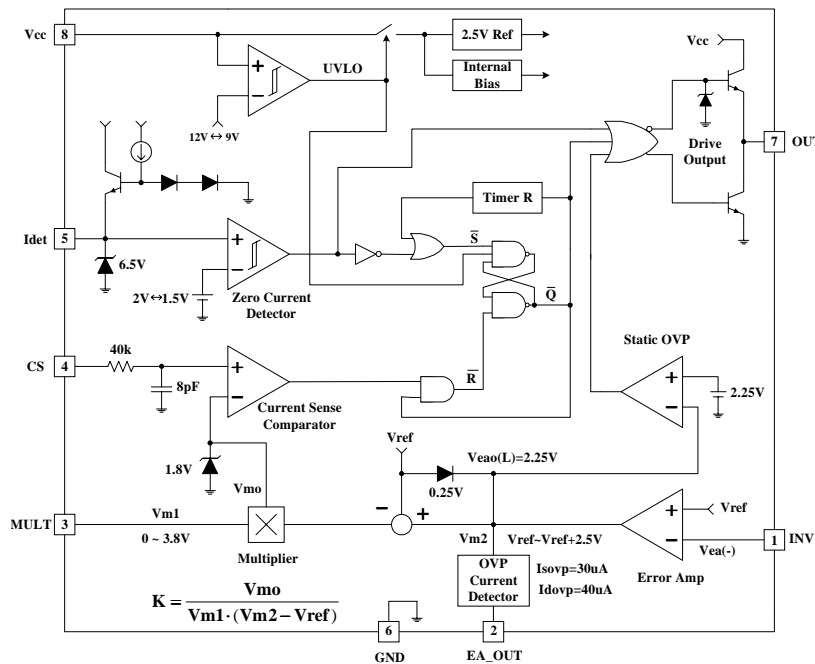 Vcc
8
2.5V Ref
Vcc
UVLO
Internal
Bias
12V ↔ 9V
Drive
Output
7
OUT
Timer R
Idet
5
S̅
6.5V
2V↔1.5V
Zero Current
Detector
Q̅
Static OVP
40k
CS
4
8pF
R̅
2.25V
Current Sense
Comparator
Vref
1.8V
Veao(L)=2.25V
0.25V
Vmo
MULT
3
Vm1
0 ~ 3.8V
Multiplier
Vm2
Vref~Vref+2.5V
Vref
Vea(-)
1
INV
Error Amp
OVP
Current
Detector
Isovp=30uA
Idovp=40uA
K = Vmo / Vm1·(Vm2 − Vref)
6
GND
2
EA_OUT